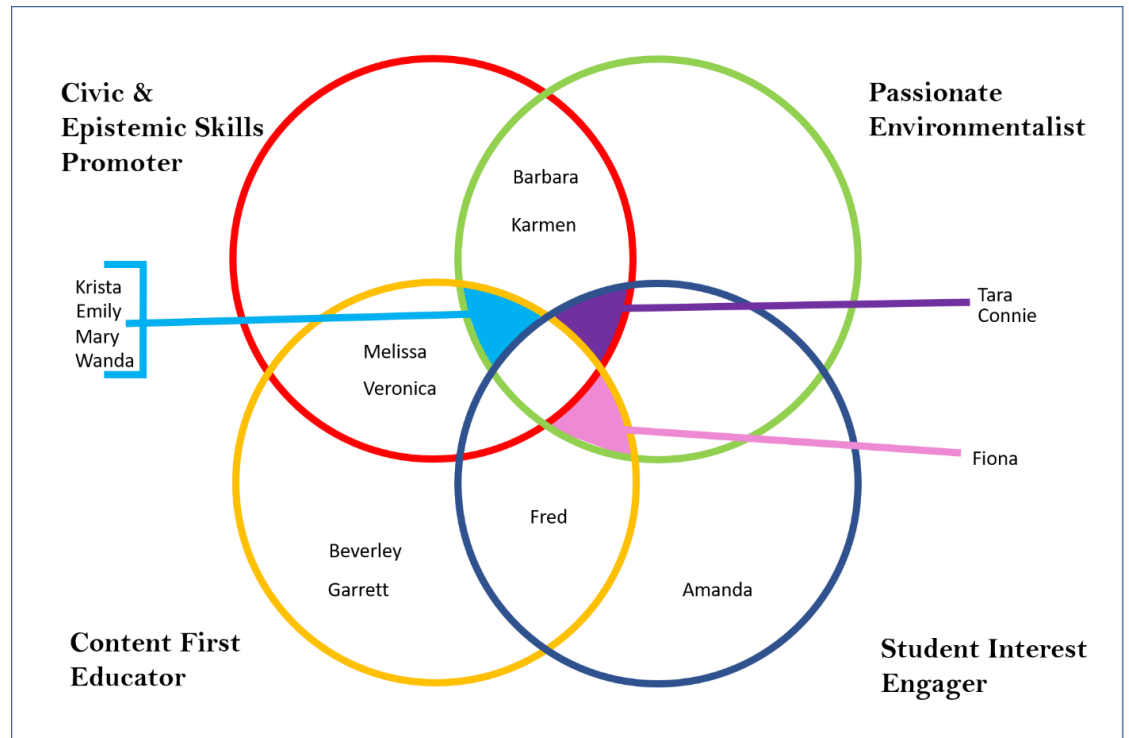 Civic &
Epistemic Skills
Promoter
Passionate
Environmentalist
Barbara
Karmen
Krista
Emily
Mary
Wanda
Tara
Connie
Melissa
Veronica
Fiona
Fred
Beverley
Garrett
Amanda
Content First
Educator
Student Interest
Engager